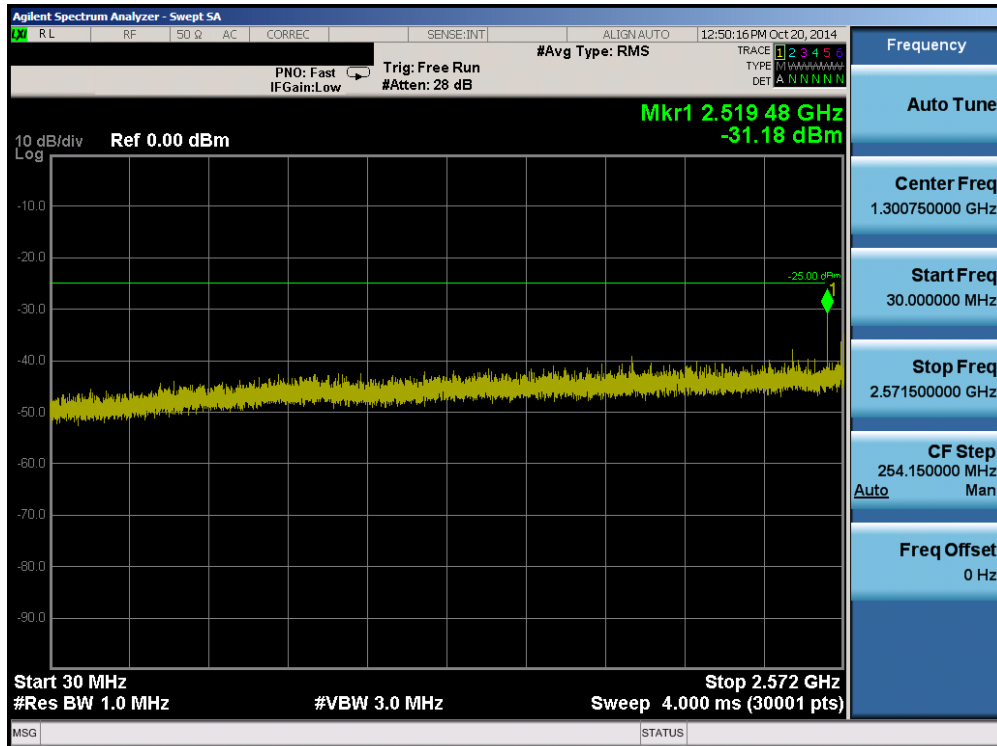 Agilent Spectrum Analyzer - Swept SA
LXI RL RF 50 Ω AC CORREC SENSE:INT ALIGN AUTO 12:50:16 PM Oct 20, 2014
#Avg Type: RMS
TRACE 1 2 3 4 5 6
TYPE M WWWWW
DET A N N N N N
PNO: Fast
IFGain:Low
Trig: Free Run
#Atten: 28 dB
Frequency
Mkr1 2.519 48 GHz
-31.18 dBm
10 dB/div
Log
Ref 0.00 dBm
-10.0
-20.0
-30.0
-40.0
-50.0
-60.0
-70.0
-80.0
-90.0
-25.00 dBm
1
Start 30 MHz
Stop 2.572 GHz
#Res BW 1.0 MHz
#VBW 3.0 MHz
Sweep 4.000 ms (30001 pts)
Auto Tune
Center Freq
1.300750000 GHz
Start Freq
30.000000 MHz
Stop Freq
2.571500000 GHz
CF Step
254.150000 MHz
Auto Man
Freq Offset
0 Hz
MSG
STATUS